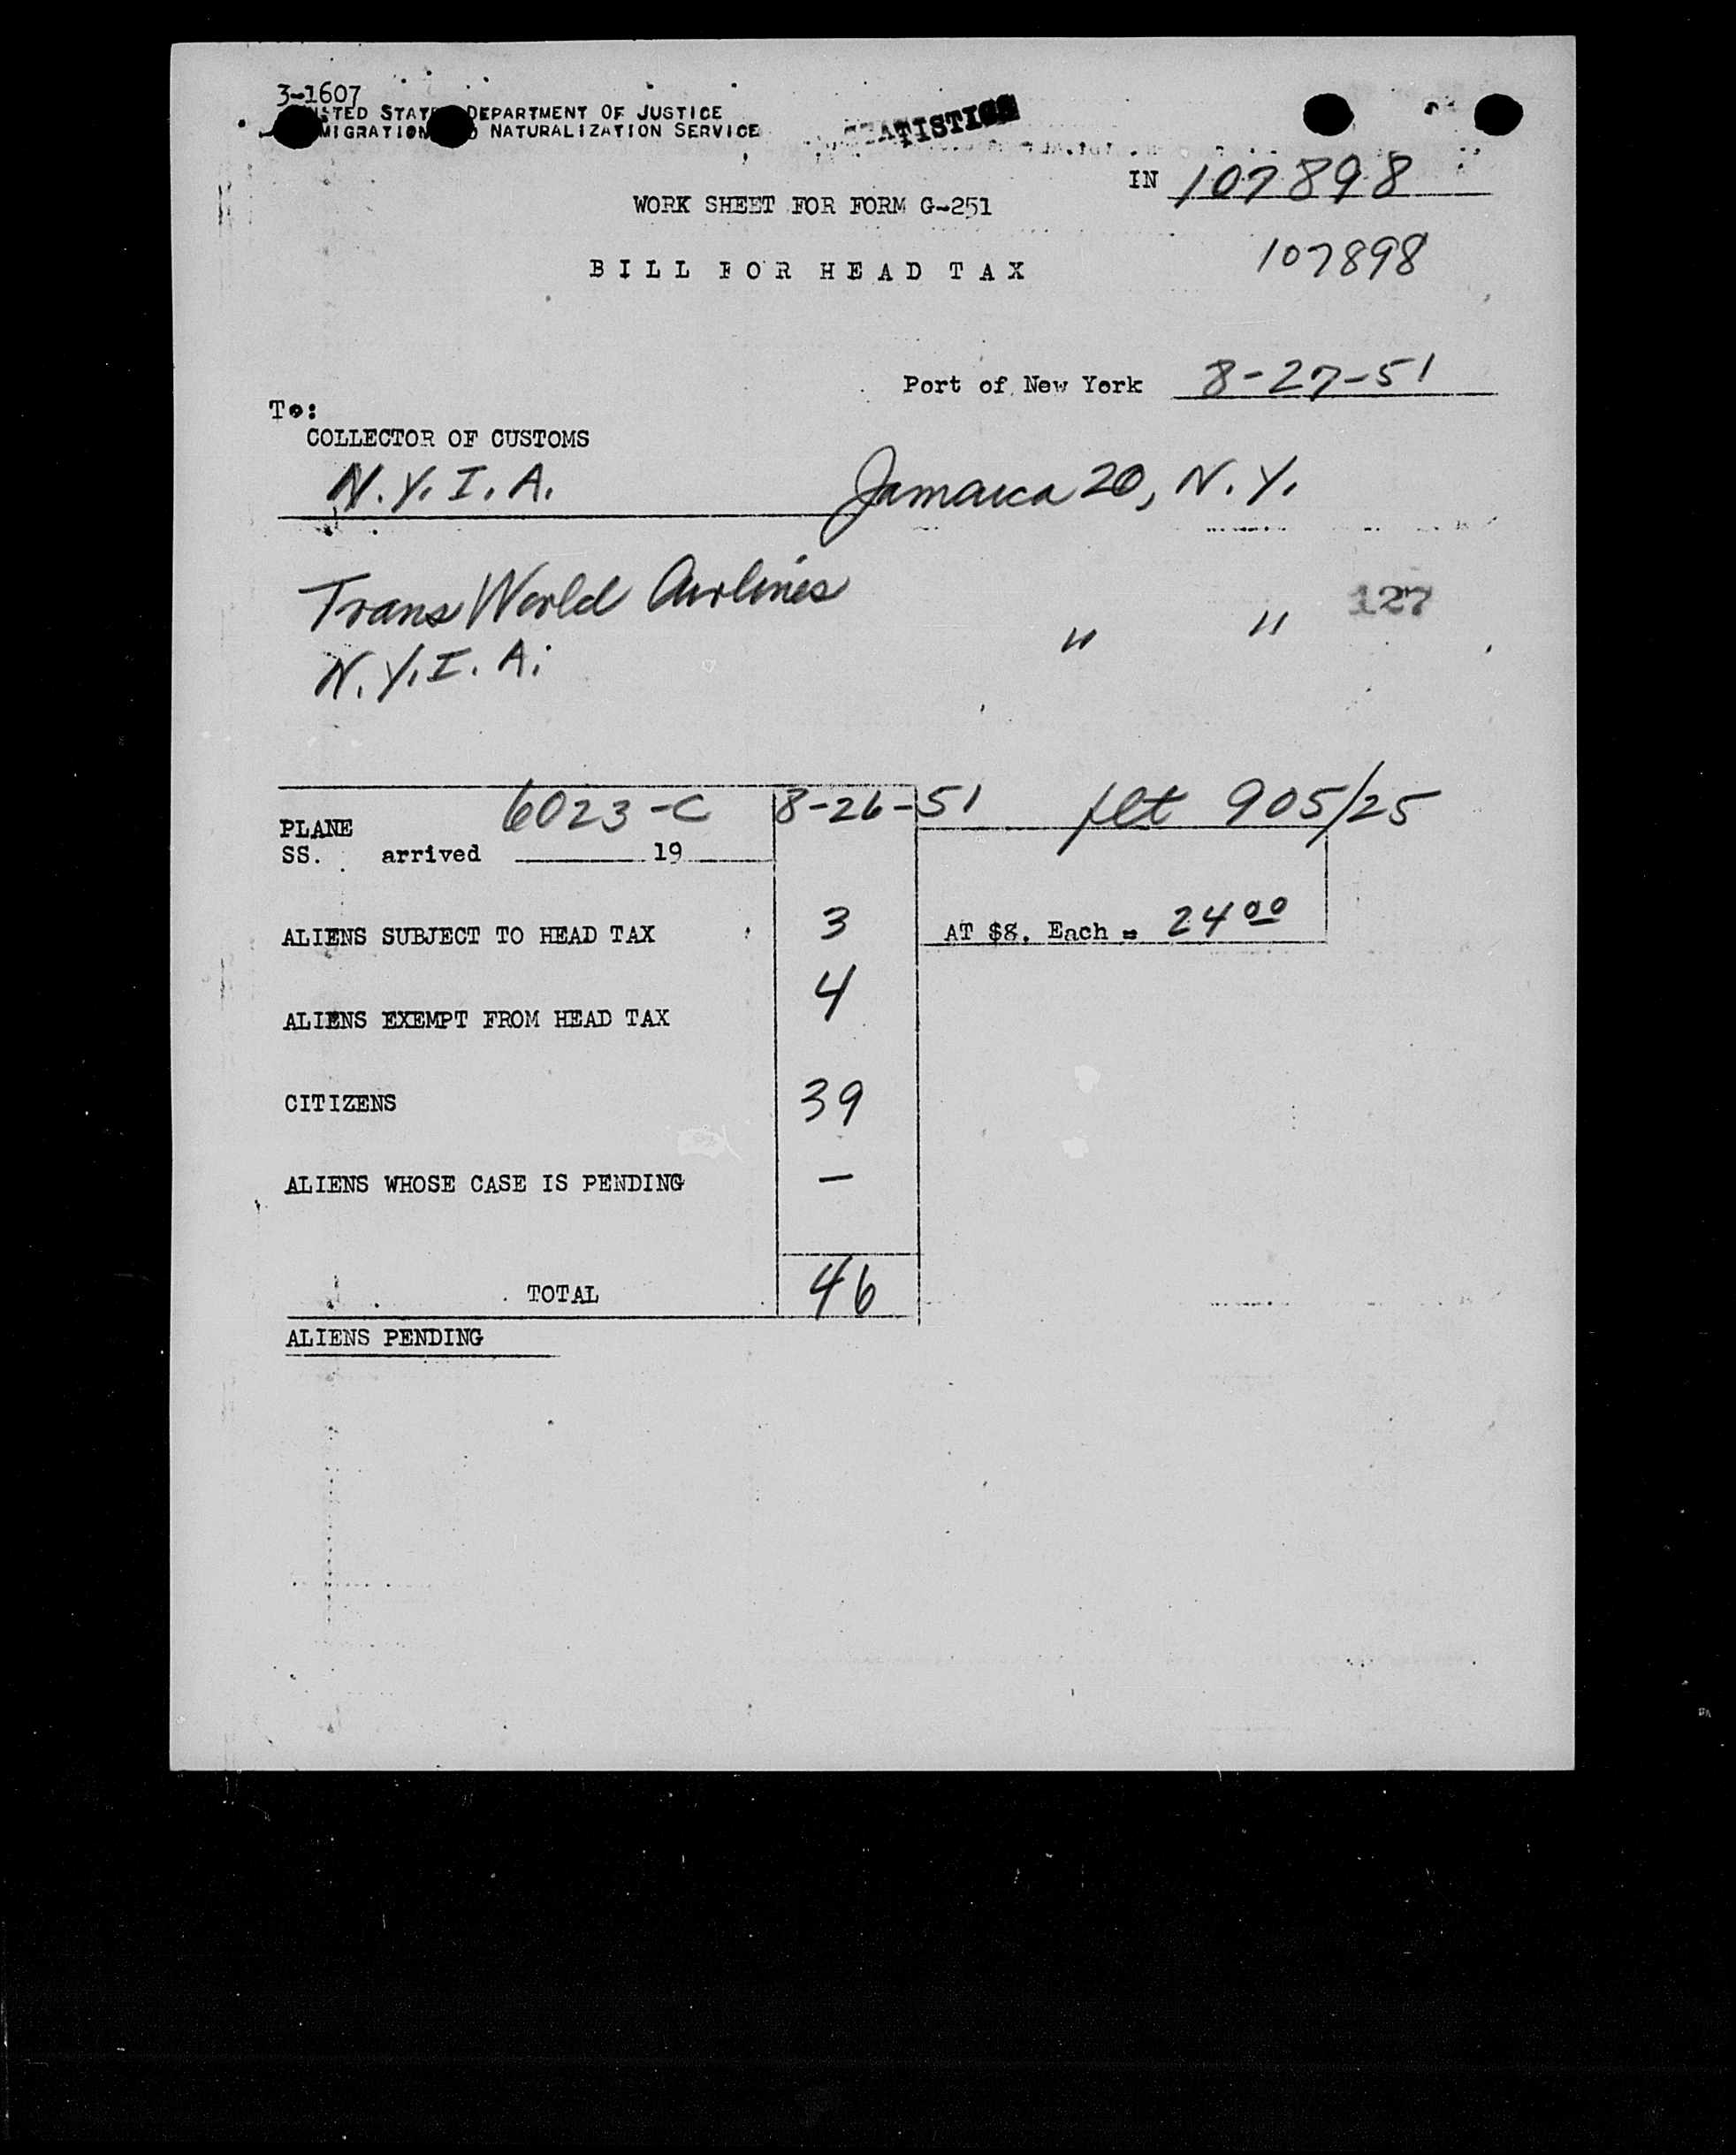 3-1607
UNITED STATES DEPARTMENT OF JUSTICE
IMMIGRATION AND NATURALIZATION SERVICE
STATISTICS
IN 107898
WORK SHEET FOR FORM G-251
107898
BILL FOR HEAD TAX
Port of New York 8-27-51
To:
COLLECTOR OF CUSTOMS
N.Y.I.A. Jamaica 20, N.Y.
Trans World Airlines
" " 127
N.Y.I.A.
6023-C 8-26-51 flt 905/25
PLANE
SS. arrived 19
ALIENS SUBJECT TO HEAD TAX 3 AT $8. Each = 24 00
ALIENS EXEMPT FROM HEAD TAX 4
CITIZENS 39
ALIENS WHOSE CASE IS PENDING —
TOTAL 46
ALIENS PENDING